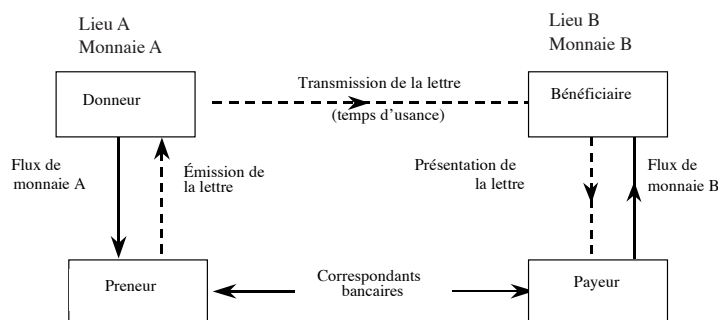 Lieu A
Monnaie A
Lieu B
Monnaie B
Donneur
Transmission de la lettre
(temps d'usance)
Bénéficiaire
Flux de
monnaie A
Émission de
la lettre
Présentation de
la lettre
Flux de
monnaie B
Preneur
Correspondants
bancaires
Payeur